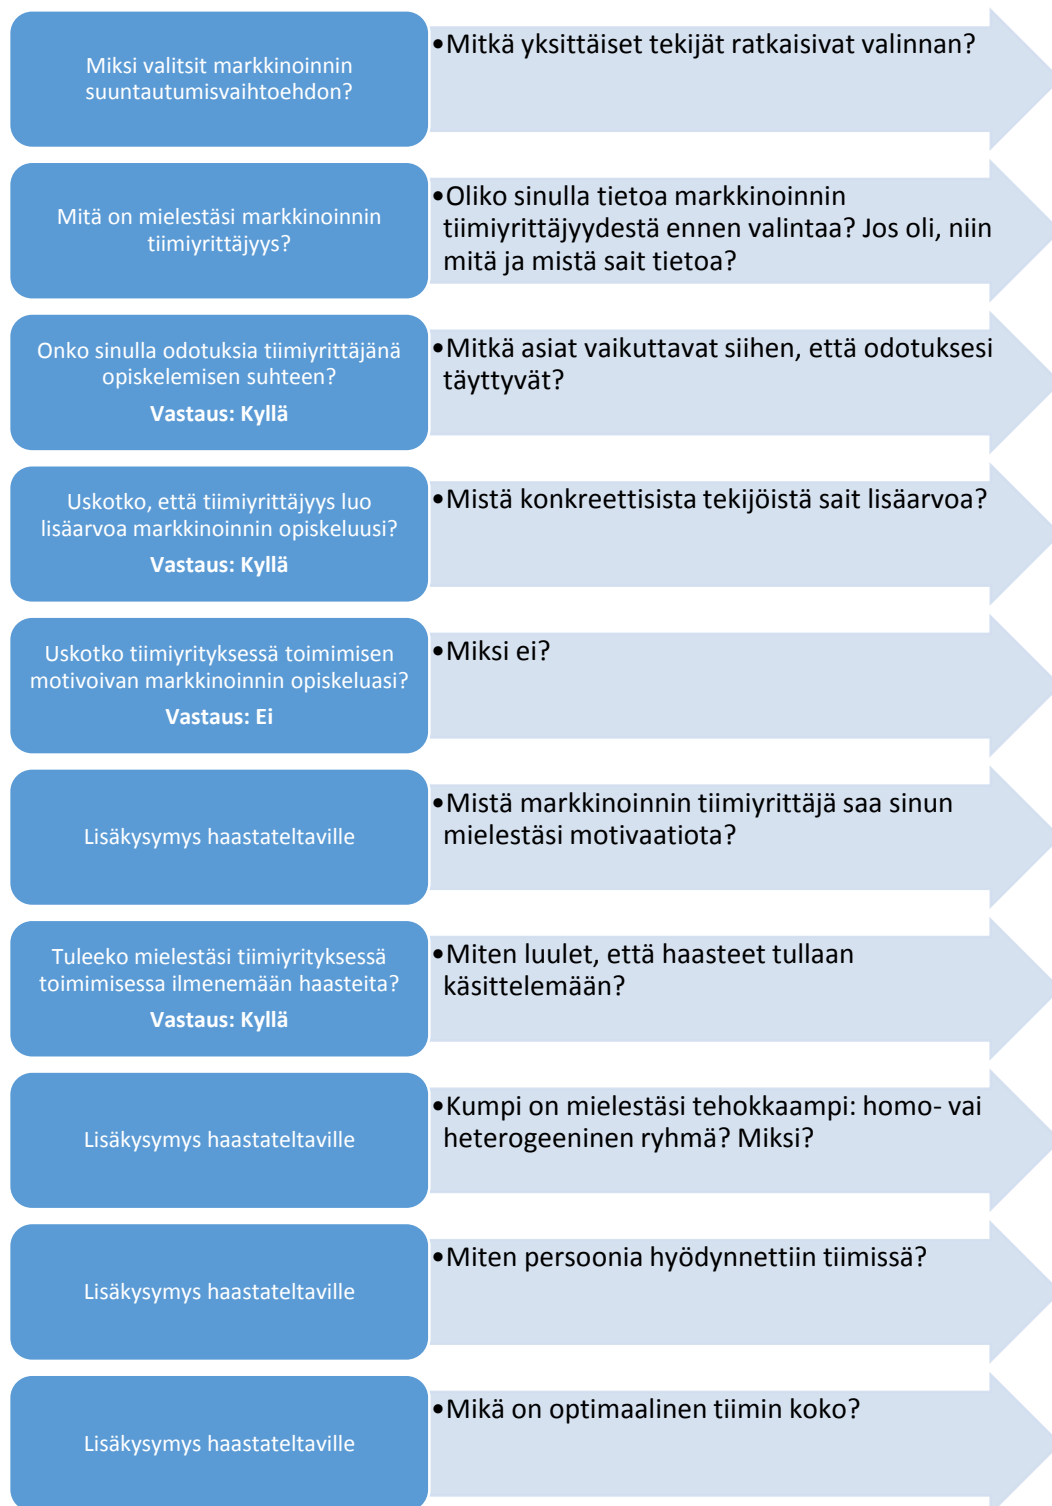 Miksi valitsit markkinoinnin
suuntautumisvaihtoehdon?
•Mitkä yksittäiset tekijät ratkaisivat valinnan?
Mitä on mielestäsi markkinoinnin
tiimiyrittäjyys?
•Oliko sinulla tietoa markkinoinnin
tiimiyrittäjyydestä ennen valintaa? Jos oli, niin
mitä ja mistä sait tietoa?
Onko sinulla odotuksia tiimiyrittäjänä
opiskelemisen suhteen?
Vastaus: Kyllä
•Mitkä asiat vaikuttavat siihen, että odotuksesi
täyttyvät?
Uskotko, että tiimiyrittäjyys luo
lisäarvoa markkinoinnin opiskeluusi?
Vastaus: Kyllä
•Mistä konkreettisista tekijöistä sait lisäarvoa?
Uskotko tiimiyrityksessä toimimisen
motivoivan markkinoinnin opiskeluasi?
Vastaus: Ei
•Miksi ei?
Lisäkysymys haastateltaville
•Mistä markkinoinnin tiimiyrittäjä saa sinun
mielestäsi motivaatiota?
Tuleeko mielestäsi tiimiyrityksessä
toimimisessa ilmenemään haasteita?
Vastaus: Kyllä
•Miten luulet, että haasteet tullaan
käsittelemään?
Lisäkysymys haastateltaville
•Kumpi on mielestäsi tehokkaampi: homo- vai
heterogeeninen ryhmä? Miksi?
Lisäkysymys haastateltaville
•Miten persoonia hyödynnettiin tiimissä?
Lisäkysymys haastateltaville
•Mikä on optimaalinen tiimin koko?